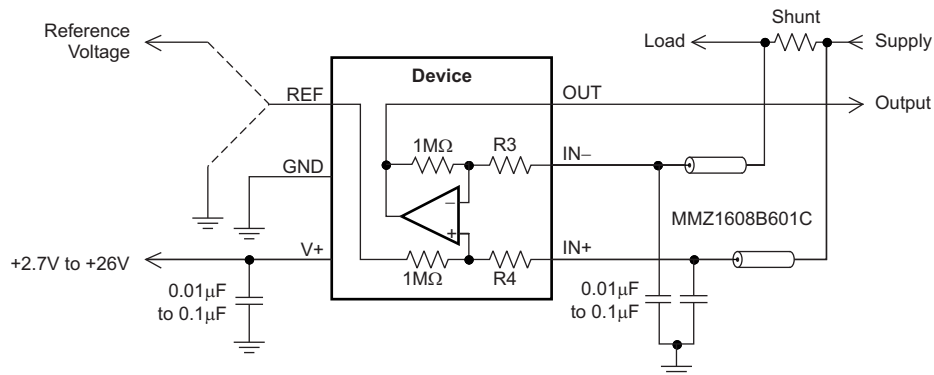 Shunt
Reference
Voltage
Load
Supply
Device
REF
OUT
Output
1MΩ
R3
IN−
GND
−
MMZ1608B601C
+
V+
IN+
+2.7V to +26V
1MΩ
R4
0.01μF
to 0.1μF
0.01μF
to 0.1μF